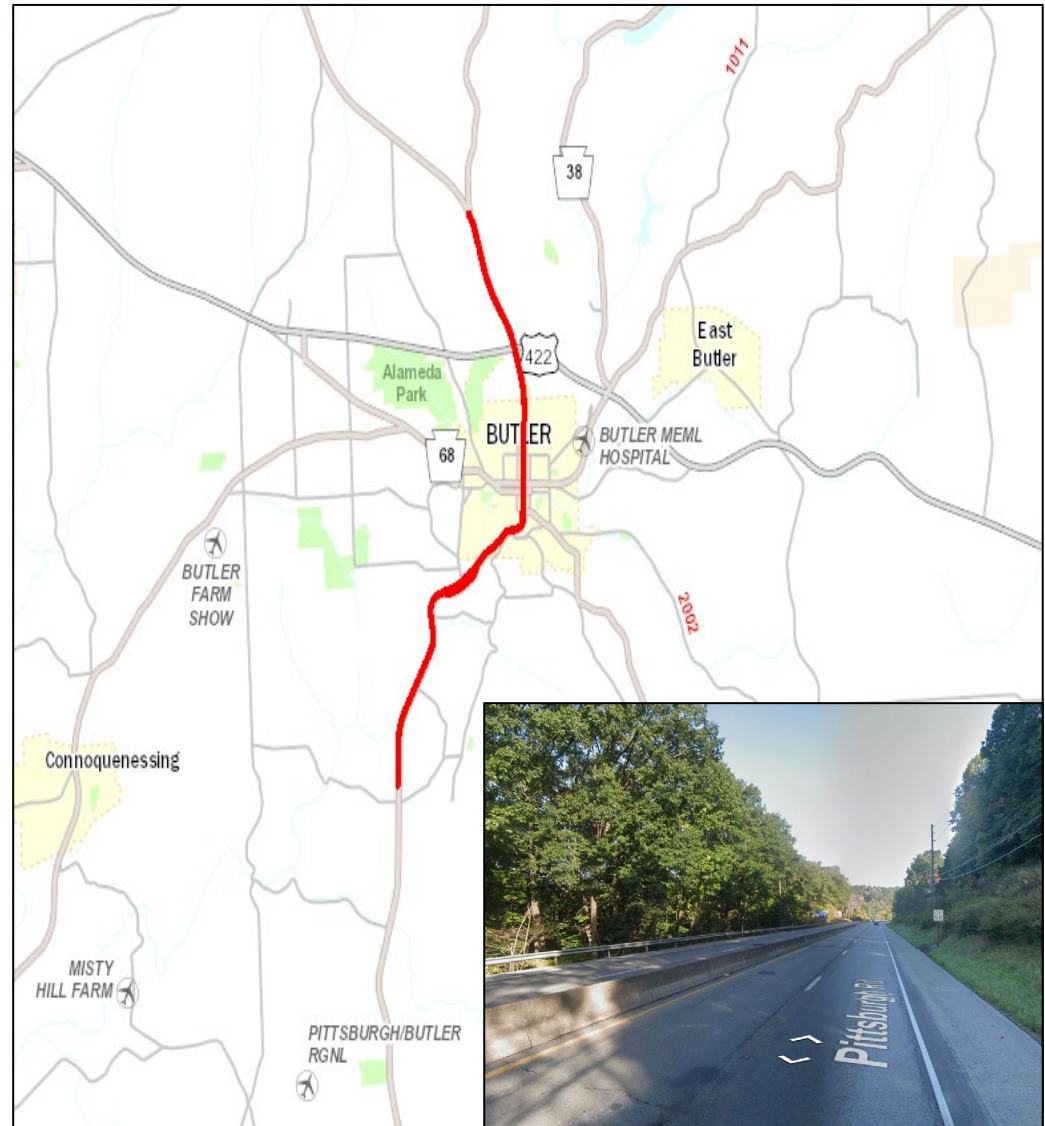 1011
38
422
East
Butler
Alameda
Park
BUTLER
68
BUTLER MEML
HOSPITAL
BUTLER
FARM
SHOW
2002
Connoquenessing
MISTY
HILL FARM
PITTSBURGH/BUTLER
RGNL
Pittsburgh Rd